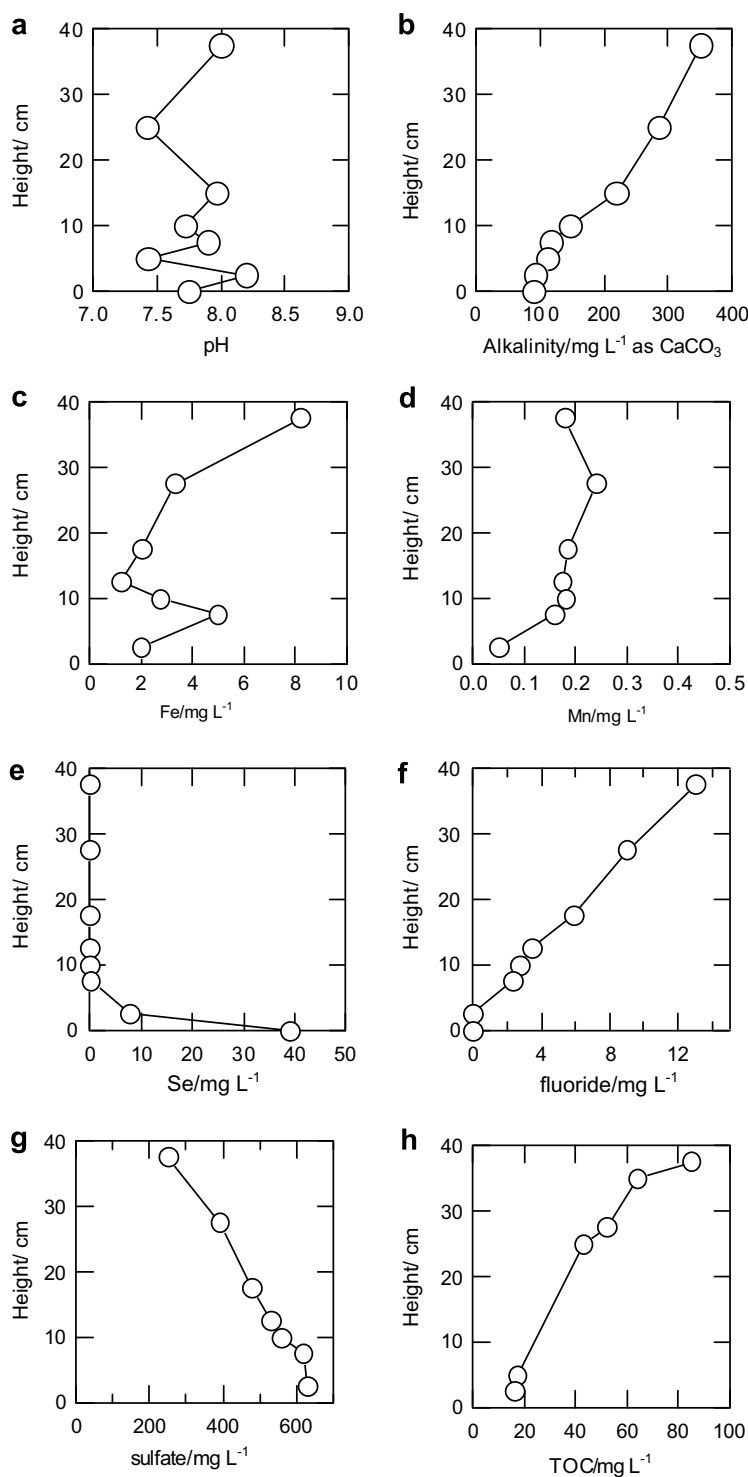 a
40
30
20
10
0
Height/ cm
7.0 7.5 8.0 8.5 9.0
pH
b
40
30
20
10
0
Height/ cm
0 100 200 300 400
Alkalinity/mg L-1 as CaCO3
c
40
30
20
10
0
Height/ cm
0 2 4 6 8 10
Fe/mg L-1
d
40
30
20
10
0
Height/ cm
0.0 0.1 0.2 0.3 0.4 0.5
Mn/mg L-1
e
40
30
20
10
0
Height/ cm
0 10 20 30 40 50
Se/mg L-1
f
40
30
20
10
0
Height/ cm
0 4 8 12
fluoride/mg L-1
g
40
30
20
10
0
Height/ cm
0 200 400 600
sulfate/mg L-1
h
40
30
20
10
0
Height/ cm
0 20 40 60 80 100
TOC/mg L-1